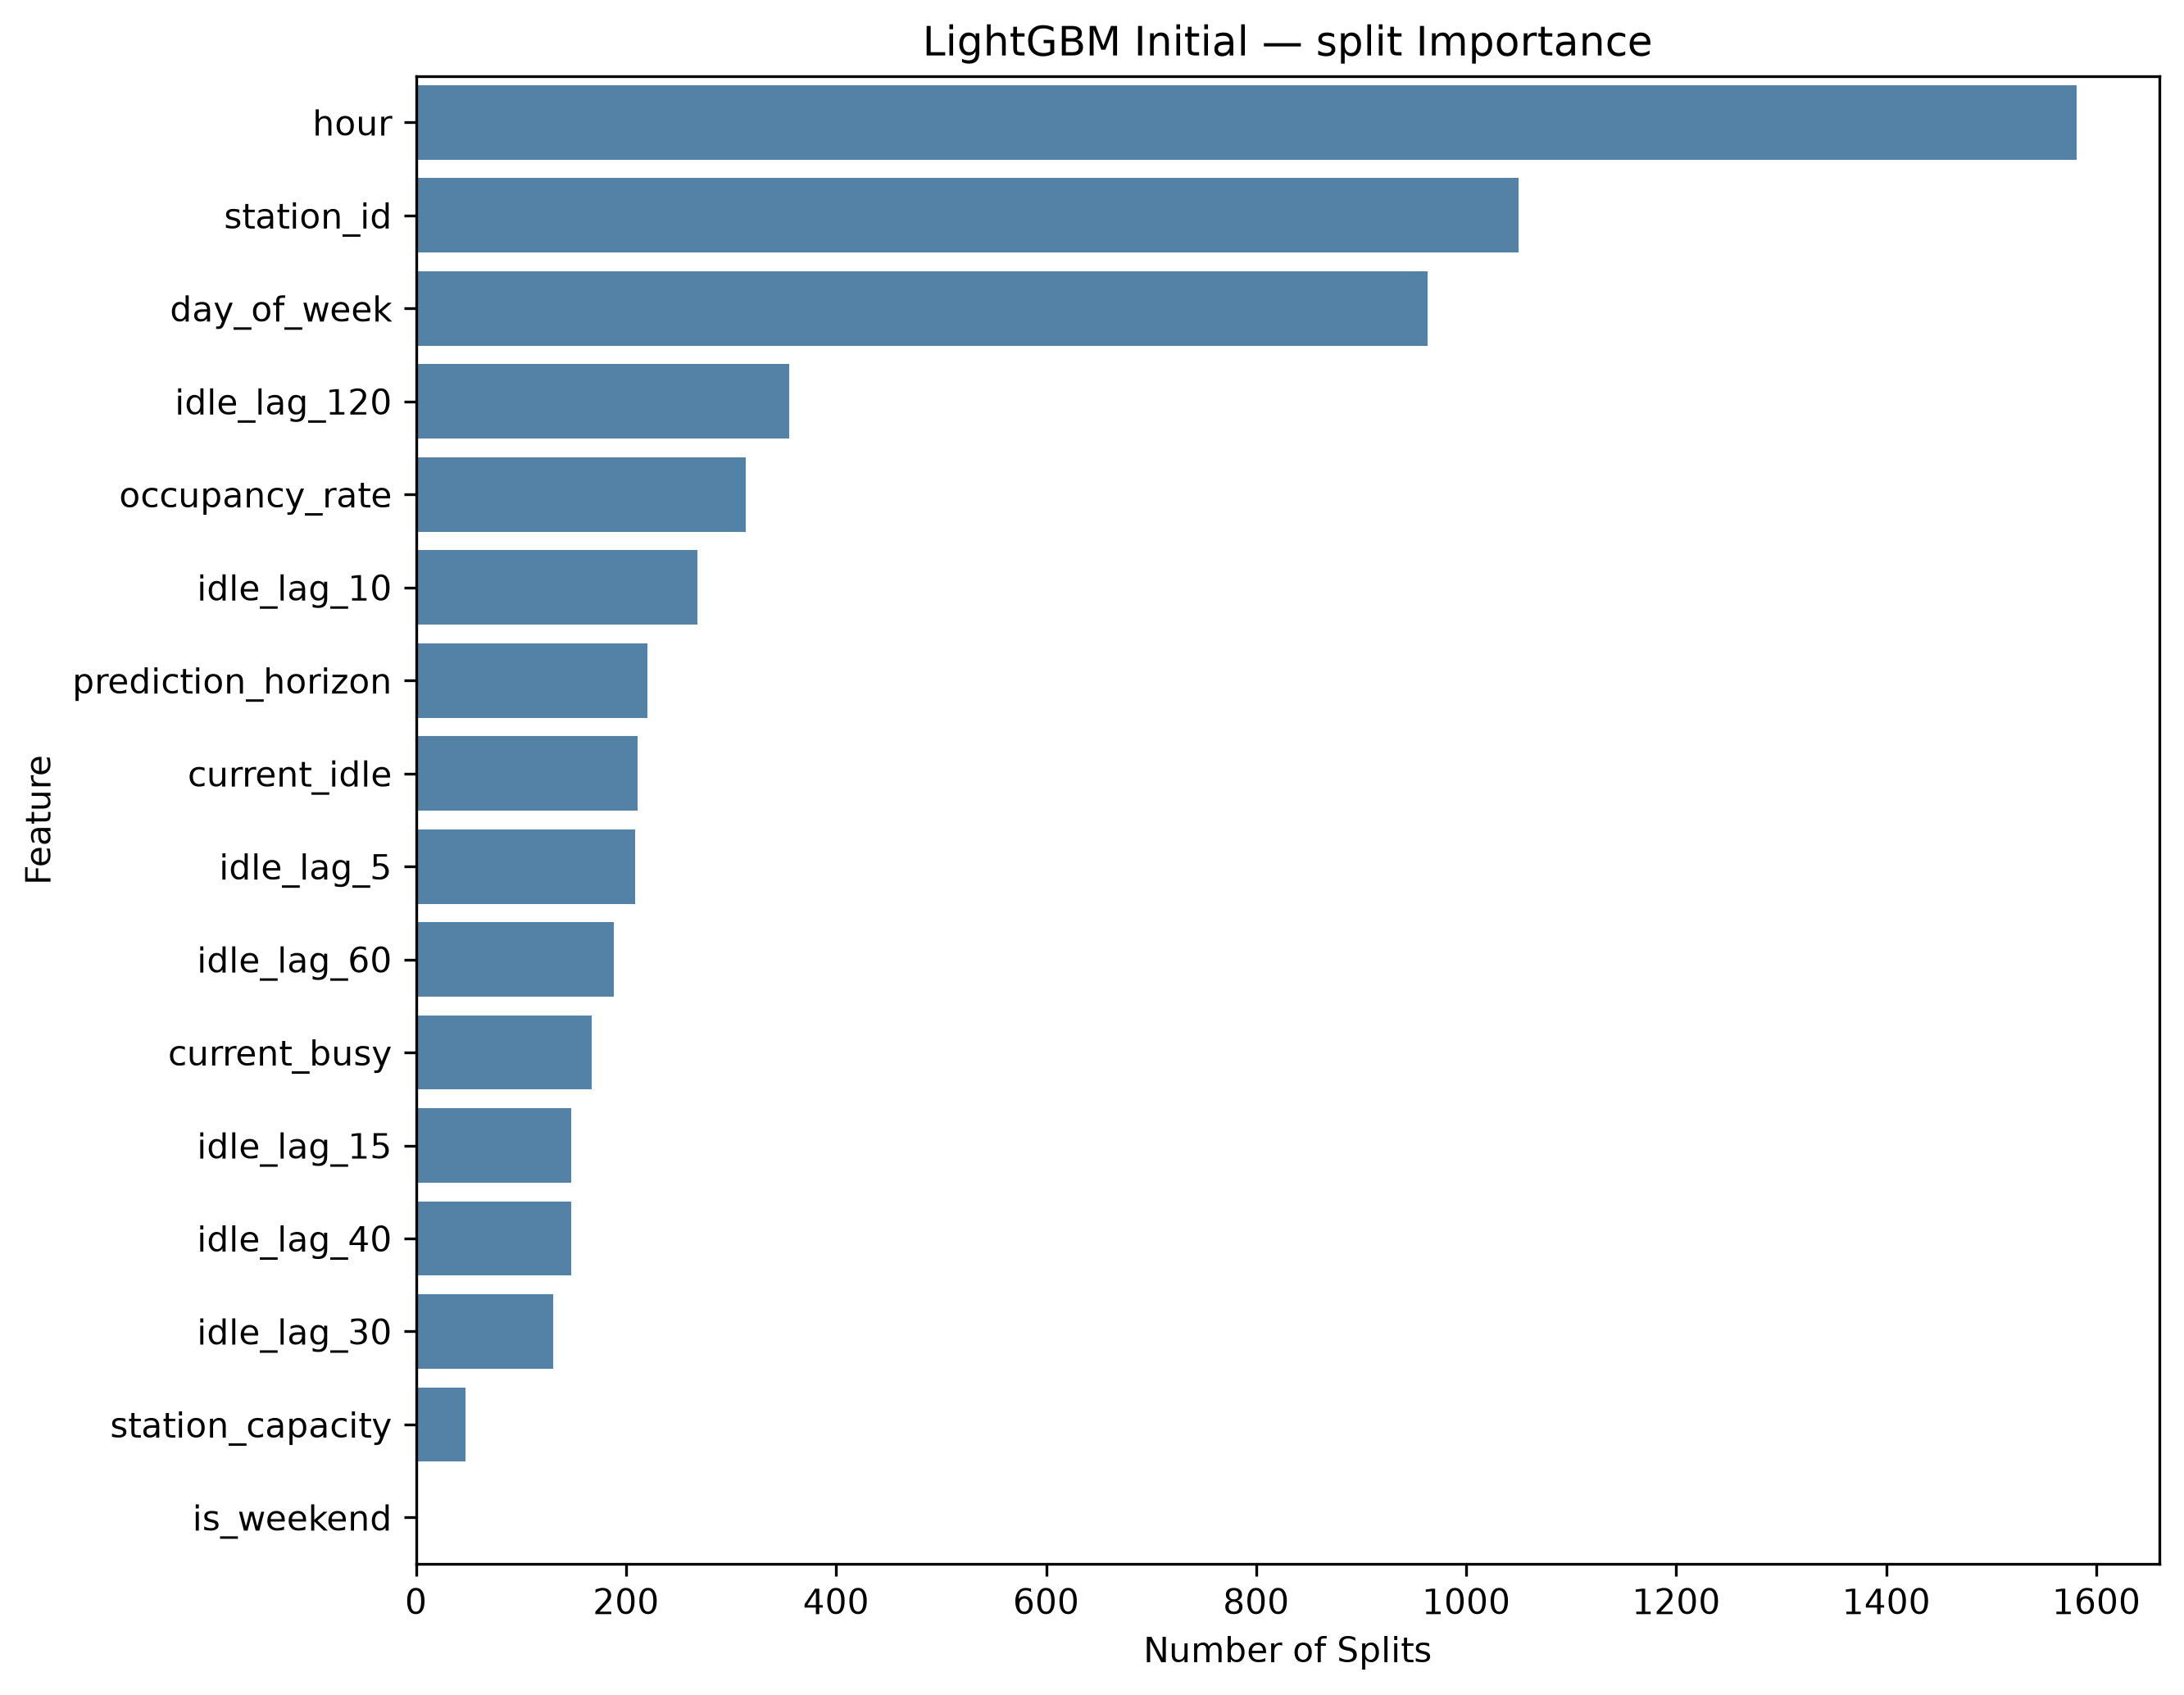 LightGBM Initial — split Importance
hour
station_id
day_of_week
idle_lag_120
occupancy_rate
idle_lag_10
prediction_horizon
current_idle
idle_lag_5
idle_lag_60
current_busy
idle_lag_15
idle_lag_40
idle_lag_30
station_capacity
is_weekend
Feature
0 200 400 600 800 1000 1200 1400 1600
Number of Splits